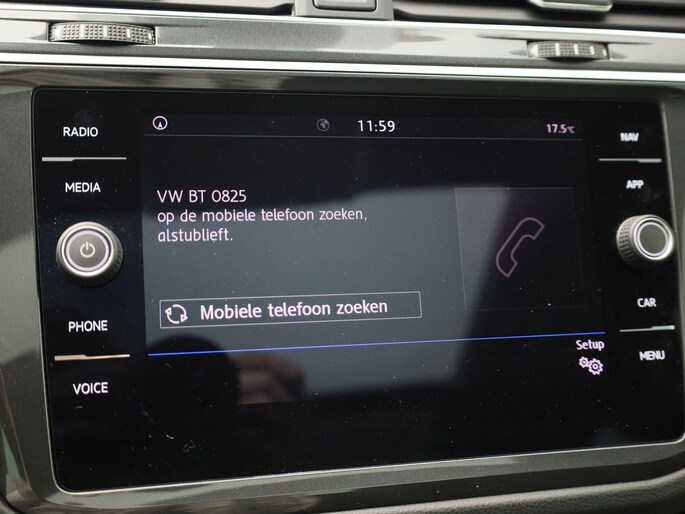 RADIO
MEDIA
PHONE
VOICE
11:59
17.5°C
VW BT 0825
op de mobiele telefoon zoeken,
alstublieft.
Mobiele telefoon zoeken
Setup
NAV
APP
CAR
MENU